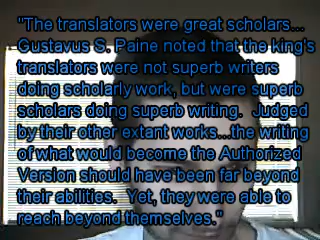 "The translators were great scholars...
Gustavus S. Paine noted that the king's
translators were not superb writers
doing scholarly work, but were superb
scholars doing superb writing.  Judged
by their other extant works...the writing
of what would become the Authorized
Version should have been far beyond
their abilities.  Yet, they were able to
reach beyond themselves."